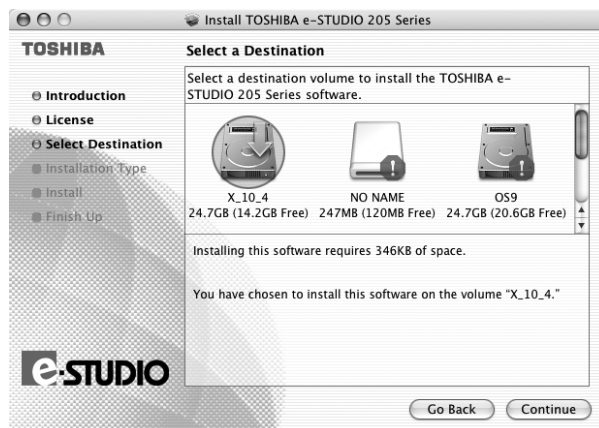 Install TOSHIBA e-STUDIO 205 Series
TOSHIBA
Select a Destination
Introduction
License
Select Destination
Installation Type
Install
Finish Up
Select a destination volume to install the TOSHIBA e-
STUDIO 205 Series software.
X_10_4
24.7GB (14.2GB Free)
NO NAME
247MB (120MB Free)
OS9
24.7GB (20.6GB Free)
Installing this software requires 346KB of space.
You have chosen to install this software on the volume “X_10_4.”
e-STUDIO
Go Back
Continue